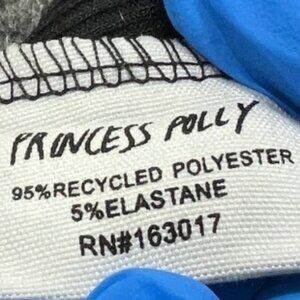 PRINCESS POLLY
95%RECYCLED POLYESTER
5%ELASTANE
RN#163017